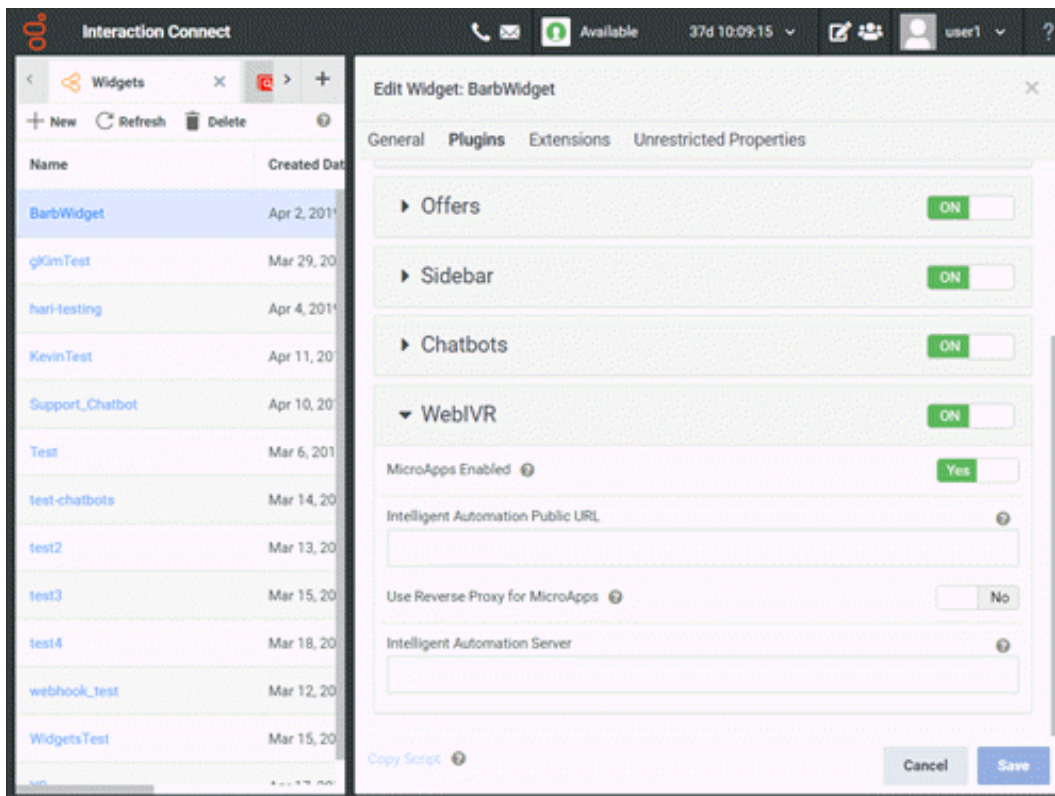 Interaction Connect Available 37d 10:09:15 user1 ?
Widgets
New Refresh Delete
Name Created Dat
BarbWidget Apr 2, 201
gKimTest Mar 29, 20
hari-testing Apr 4, 201
KevinTest Apr 11, 20
Support_Chatbot Apr 10, 20
Test Mar 6, 201
test-chatbots Mar 14, 20
test2 Mar 13, 20
test3 Mar 15, 20
test4 Mar 18, 20
webhook_test Mar 12, 20
WidgetsTest Mar 15, 20
Edit Widget: BarbWidget
General Plugins Extensions Unrestricted Properties
Offers ON
Sidebar ON
Chatbots ON
WebIVR ON
MicroApps Enabled ? Yes
Intelligent Automation Public URL ?
Use Reverse Proxy for MicroApps ? No
Intelligent Automation Server ?
Copy Script ? Cancel Save